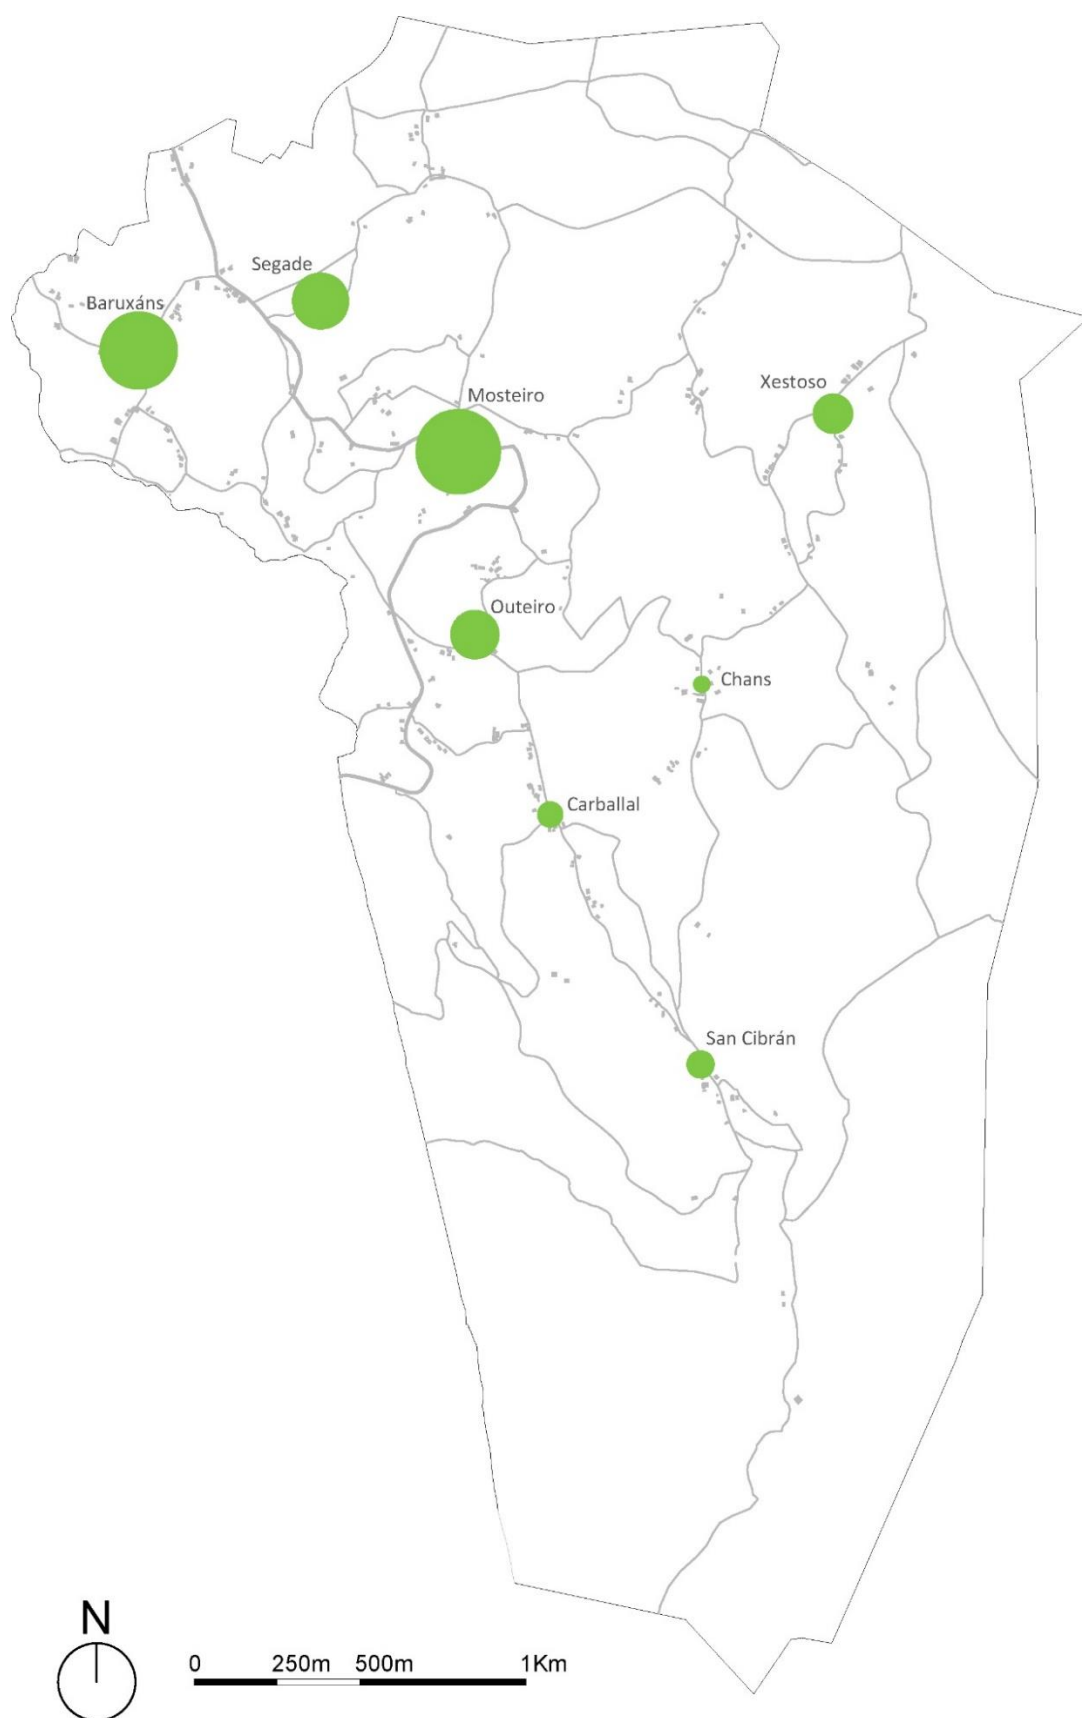 Segade
Baruxáns
Mosteiro
Xestoso
Outeiro
Chans
Carballal
San Cibrán
N
0 250m 500m 1Km